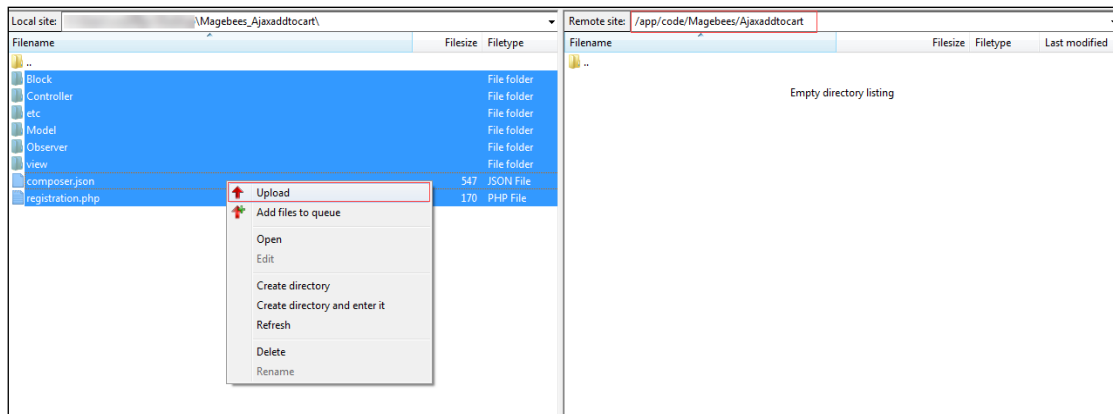 Local site: \Magebees_Ajaxaddtocart\
Filename Filesize Filetype
..
Block File folder
Controller File folder
etc File folder
Model File folder
Observer File folder
view File folder
composer.json 547 JSON File
registration.php 170 PHP File
Upload
Add files to queue
Open
Edit
Create directory
Create directory and enter it
Refresh
Delete
Rename
Remote site: /app/code/Magebees/Ajaxaddtocart
Filename Filesize Filetype Last modified
..
Empty directory listing